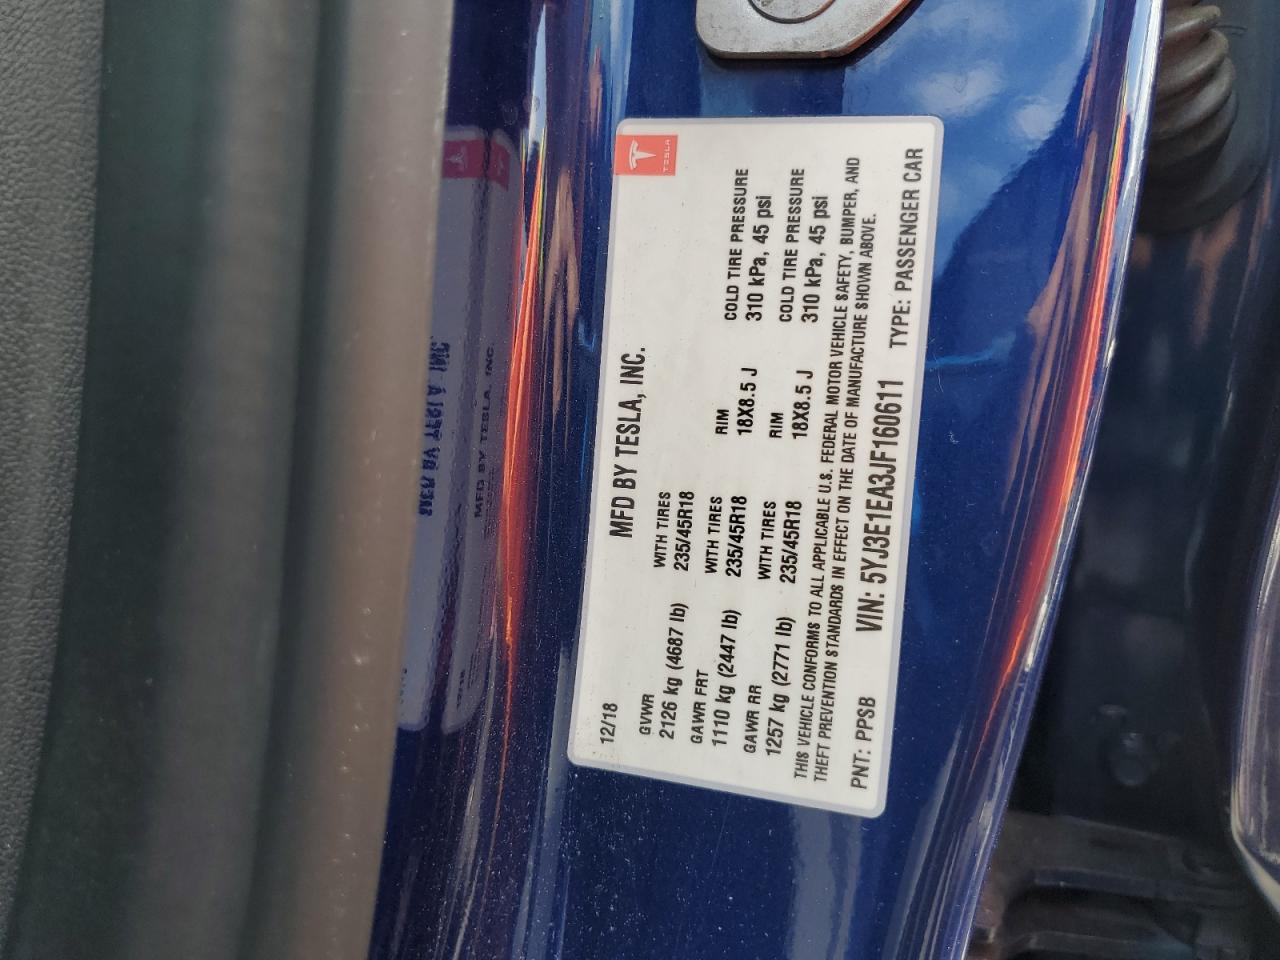 TESLA
12/18 MFD BY TESLA, INC.
GVWR WITH TIRES
2126 kg (4687 lb) 235/45R18
GAWR FRT WITH TIRES RIM COLD TIRE PRESSURE
1110 kg (2447 lb) 235/45R18 18X8.5 J 310 kPa, 45 psi
GAWR RR WITH TIRES RIM COLD TIRE PRESSURE
1257 kg (2771 lb) 235/45R18 18X8.5 J 310 kPa, 45 psi
THIS VEHICLE CONFORMS TO ALL APPLICABLE U.S. FEDERAL MOTOR VEHICLE SAFETY, BUMPER, AND
THEFT PREVENTION STANDARDS IN EFFECT ON THE DATE OF MANUFACTURE SHOWN ABOVE.
PNT: PPSB VIN: 5YJ3E1EA3JF160611 TYPE: PASSENGER CAR
MFD BY TESLA, INC.